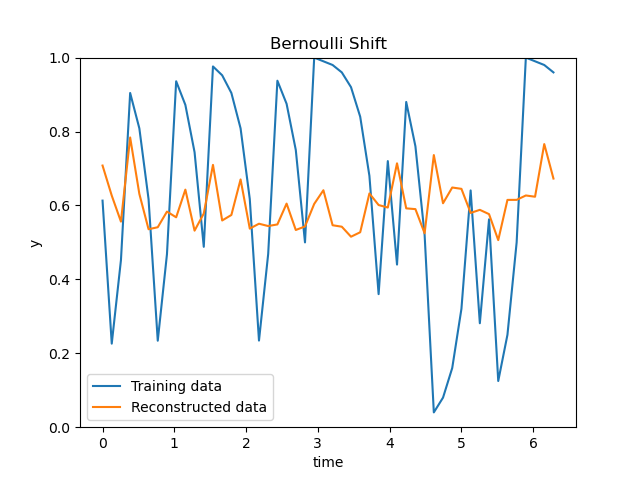 Bernoulli Shift
1.0
0.8
0.6
0.4
0.2
0.0
y
Training data
Reconstructed data
0 1 2 3 4 5 6
time